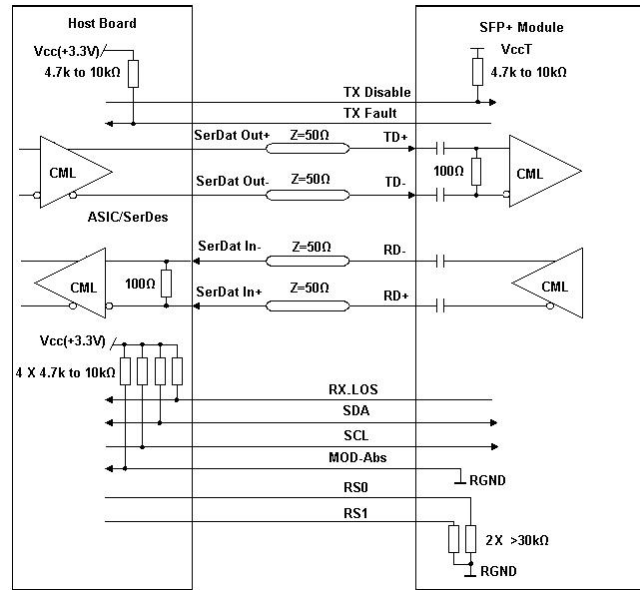 Host Board
SFP+ Module
Vcc(+3.3V)
4.7k to 10kΩ
VccT
4.7k to 10kΩ
TX Disable
TX Fault
SerDat Out+
Z=50Ω
TD+
CML
100Ω
CML
SerDat Out-
Z=50Ω
TD-
ASIC/SerDes
SerDat In-
Z=50Ω
RD-
CML
100Ω
CML
SerDat In+
Z=50Ω
RD+
Vcc(+3.3V)
4 X 4.7k to 10kΩ
RX.LOS
SDA
SCL
MOD-Abs
RGND
RS0
RS1
2 X >30kΩ
RGND